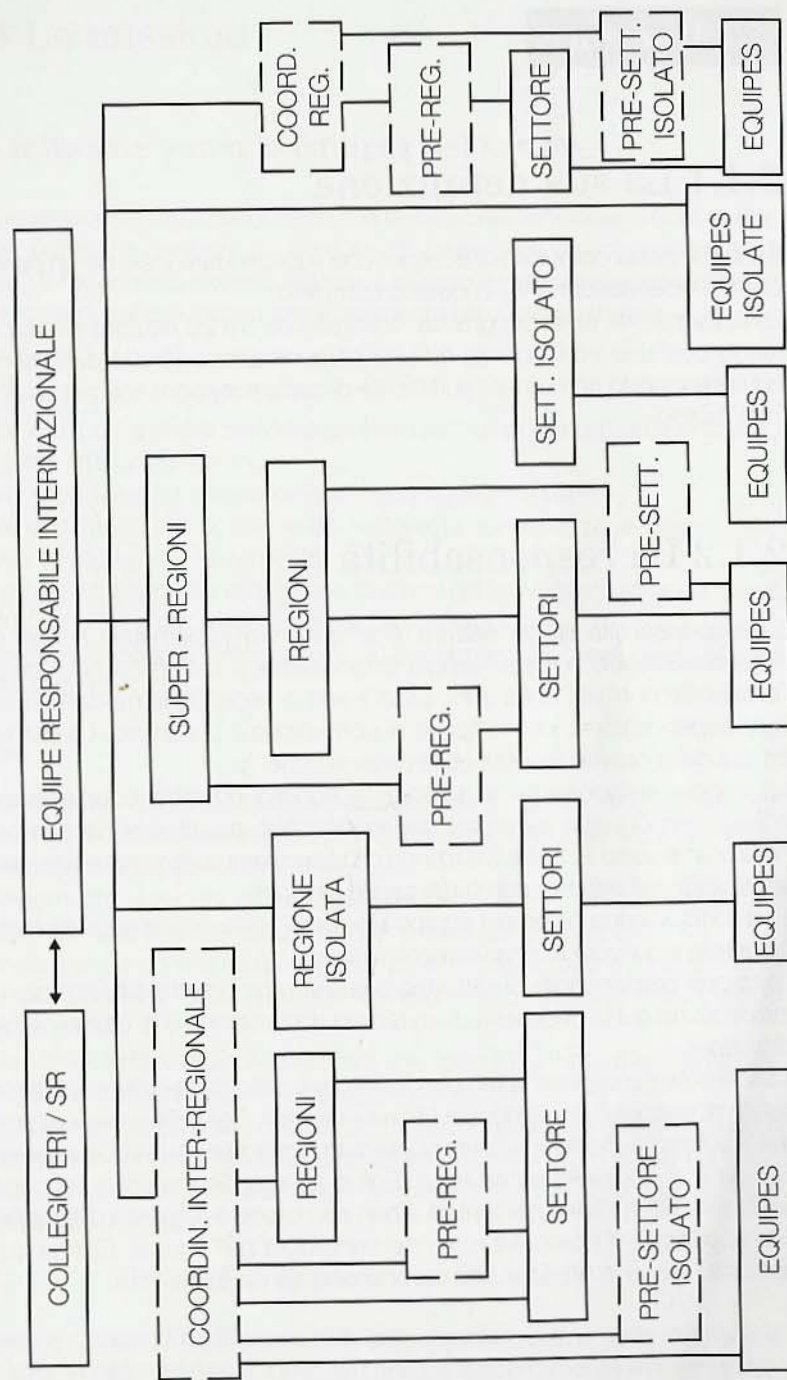 COLLEGIO ERI / SR
EQUIPE RESPONSABILE INTERNAZIONALE
COORDIN. INTER-REGIONALE
SUPER - REGIONI
REGIONI
REGIONE
ISOLATA
REGIONI
COORD.
REG.
PRE-REG.
PRE-REG.
PRE-REG.
SETTORE
SETTORI
SETTORI
SETT ISOLATO
SETTORE
PRE-SETTORE
ISOLATO
PRE-SETT.
PRE-SETT.
ISOLATO
EQUIPES
EQUIPES
EQUIPES
EQUIPES
EQUIPES
ISOLATE
EQUIPES